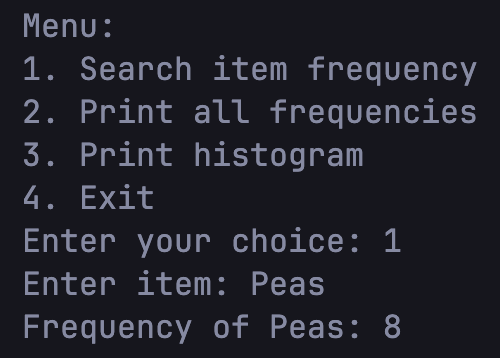 Menu:
1. Search item frequency
2. Print all frequencies
3. Print histogram
4. Exit
Enter your choice: 1
Enter item: Peas
Frequency of Peas: 8